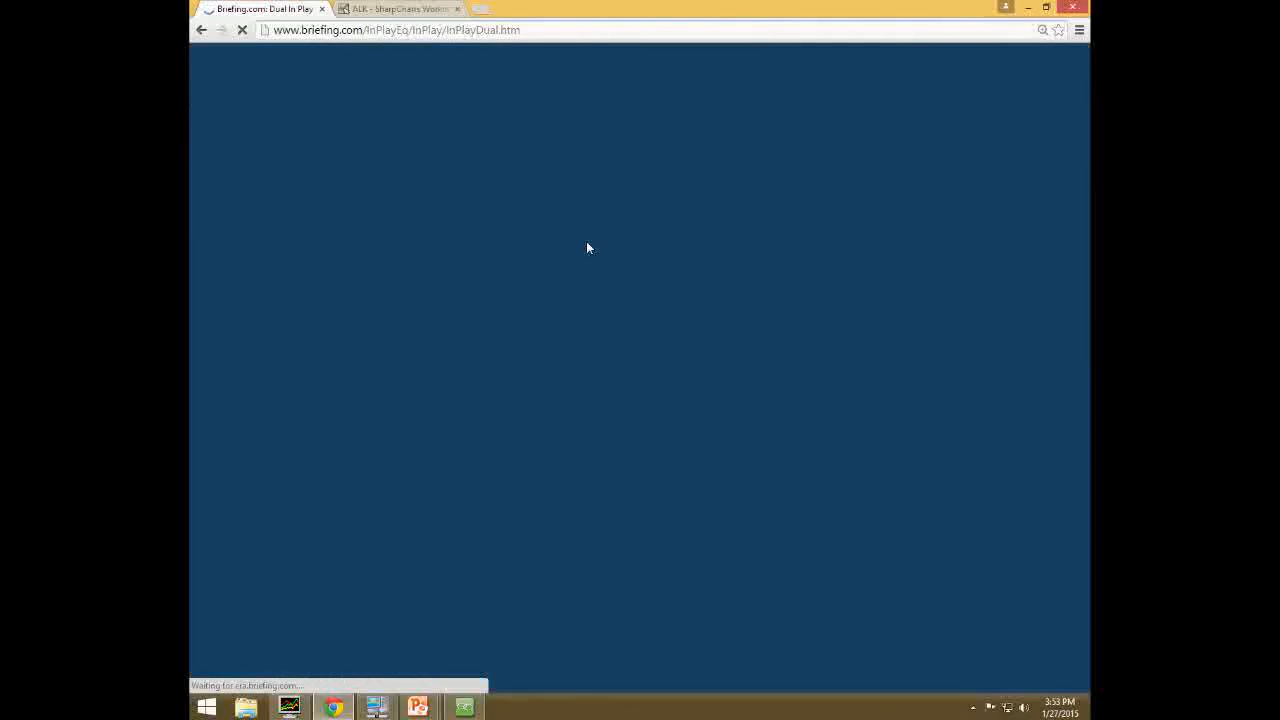 Briefing.com: Dual In Play
ALK - SharpCharts Workb
www.briefing.com/InPlayEq/InPlay/InPlayDual.htm
Waiting for cra.briefing.com...
3:53 PM
1/27/2015